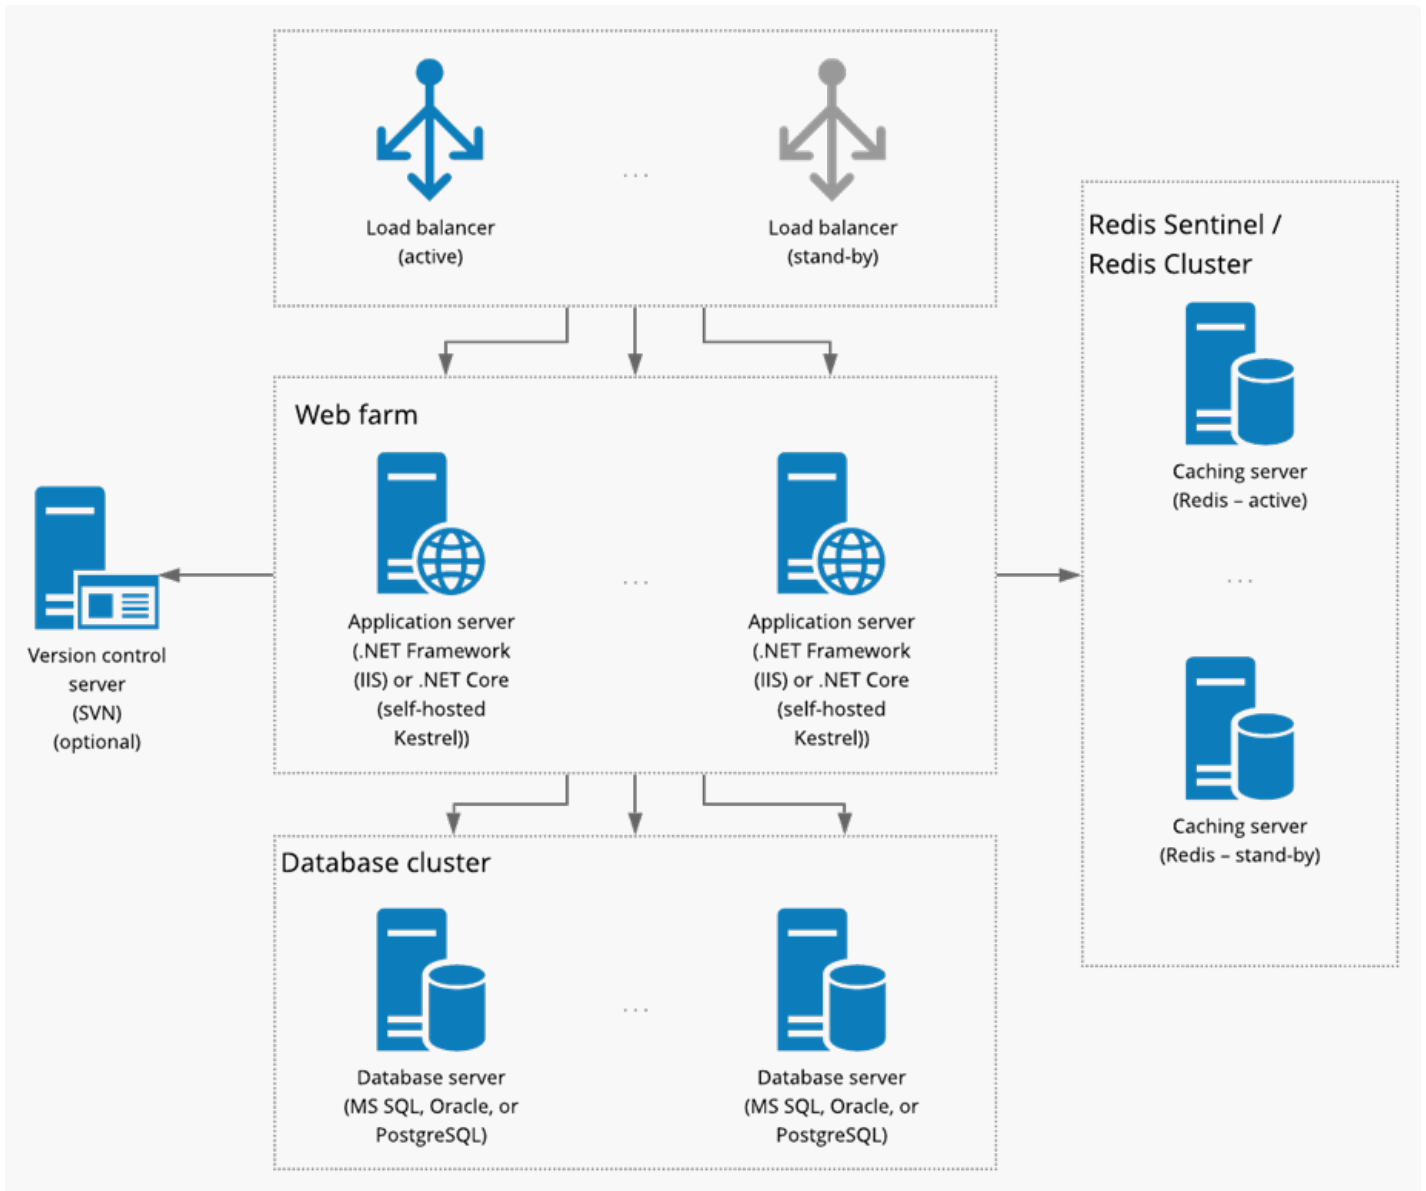 Load balancer
(active)
...
Load balancer
(stand-by)
Redis Sentinel /
Redis Cluster
Caching server
(Redis – active)
...
Caching server
(Redis – stand-by)
Web farm
Application server
(.NET Framework
(IIS) or .NET Core
(self-hosted
Kestrel))
...
Application server
(.NET Framework
(IIS) or .NET Core
(self-hosted
Kestrel))
Version control
server
(SVN)
(optional)
Database cluster
Database server
(MS SQL, Oracle, or
PostgreSQL)
...
Database server
(MS SQL, Oracle, or
PostgreSQL)